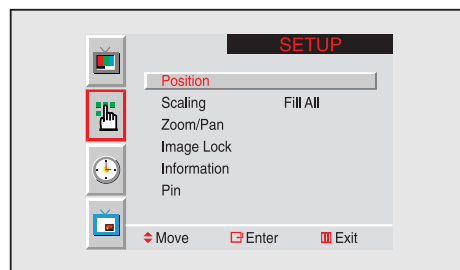 SETUP
Position
Scaling Fill All
Zoom/Pan
Image Lock
Information
Pin
Move Enter Exit